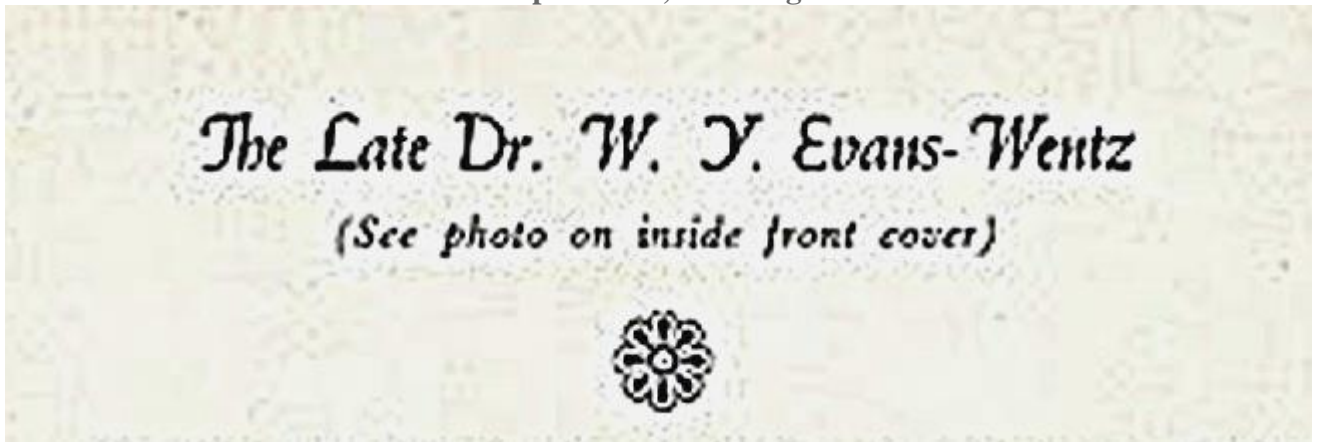 The Late Dr. W. Y. Evans-Wentz
(See photo on inside front cover)